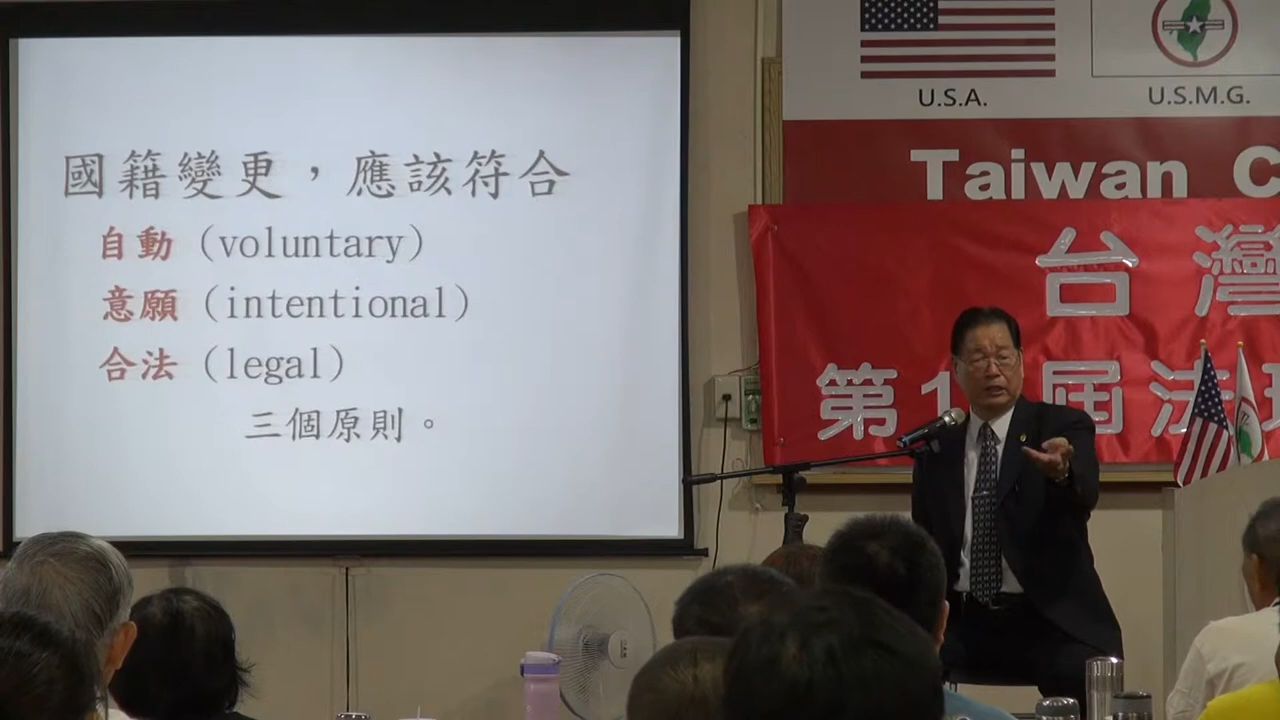 國籍變更，應該符合
自動 (voluntary)
意願 (intentional)
合法 (legal)
三個原則。
U.S.A.
U.S.M.G.
Taiwan C
台灣
第1 屆法